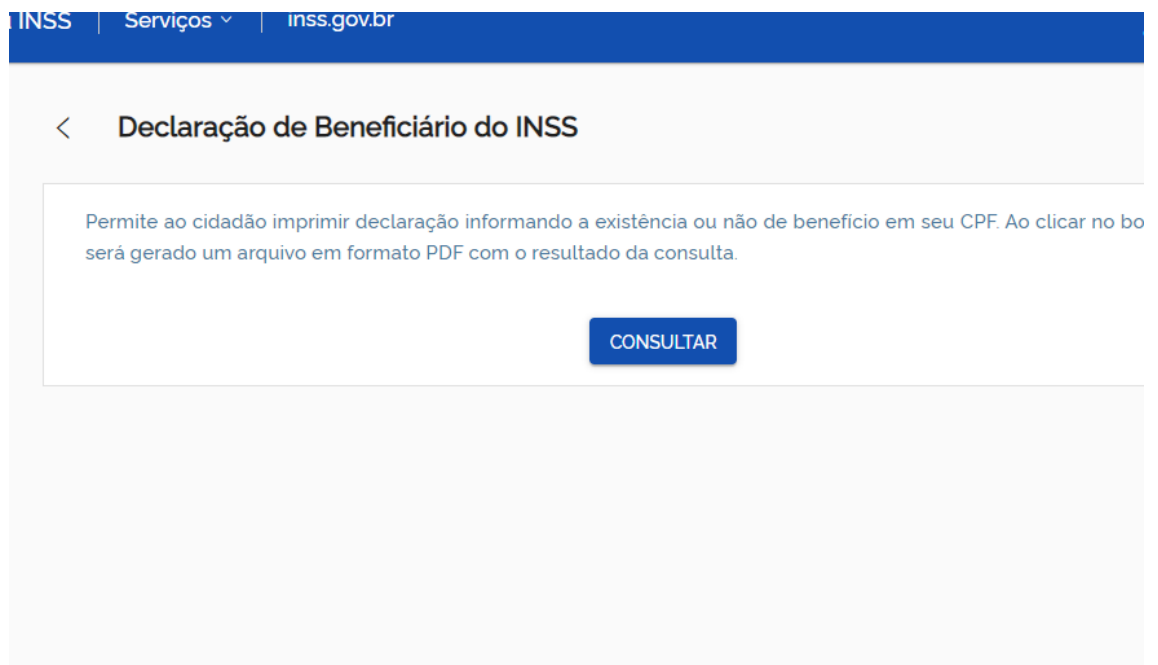 INSS Serviços inss.gov.br
Declaração de Beneficiário do INSS
Permite ao cidadão imprimir declaração informando a existência ou não de benefício em seu CPF. Ao clicar no bo
será gerado um arquivo em formato PDF com o resultado da consulta.
CONSULTAR